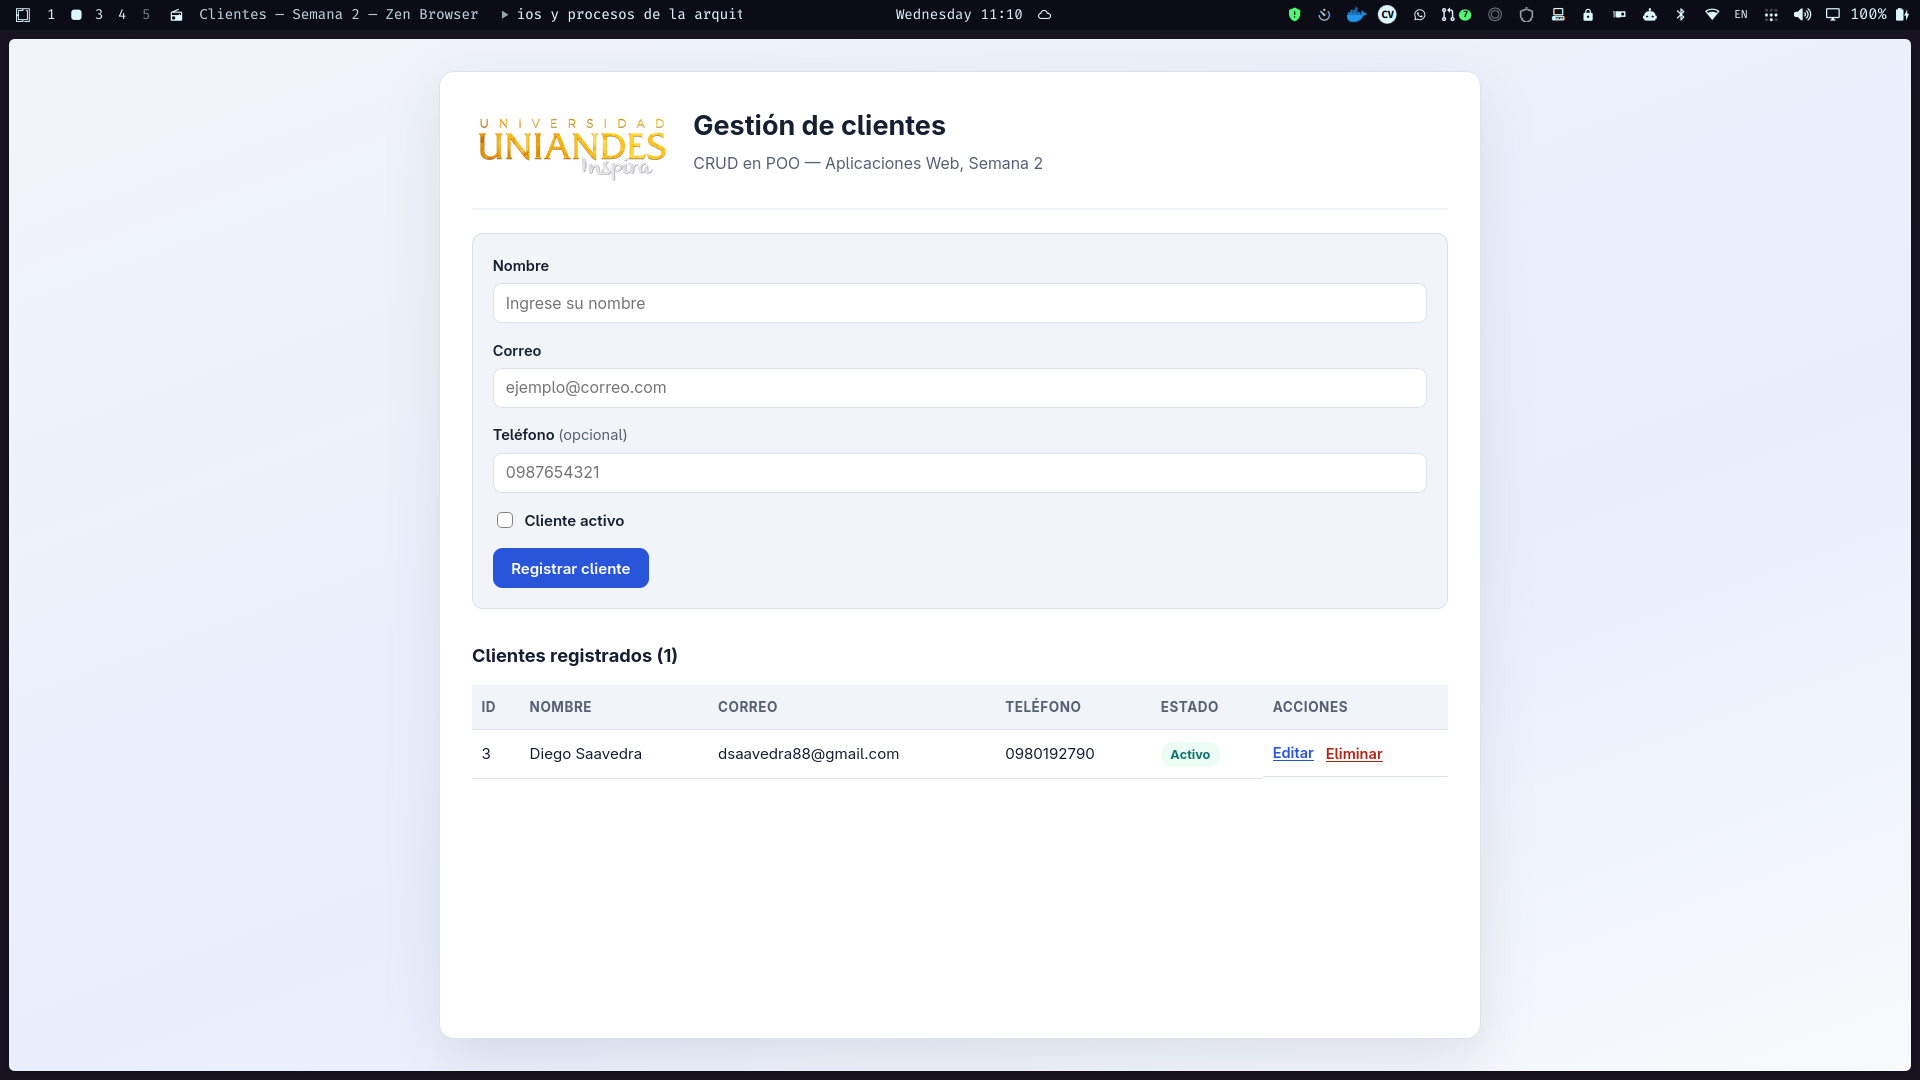 1 3 4 5 Clientes — Semana 2 — Zen Browser ios y procesos de la arquit Wednesday 11:10 CV 7 EN 100%
UNIVERSIDAD
UNIANDES
Inspira
Gestión de clientes
CRUD en POO — Aplicaciones Web, Semana 2
Nombre
Ingrese su nombre
Correo
ejemplo@correo.com
Teléfono (opcional)
0987654321
Cliente activo
Registrar cliente
Clientes registrados (1)
ID NOMBRE CORREO TELÉFONO ESTADO ACCIONES
3 Diego Saavedra dsaavedra88@gmail.com 0980192790 Activo Editar Eliminar